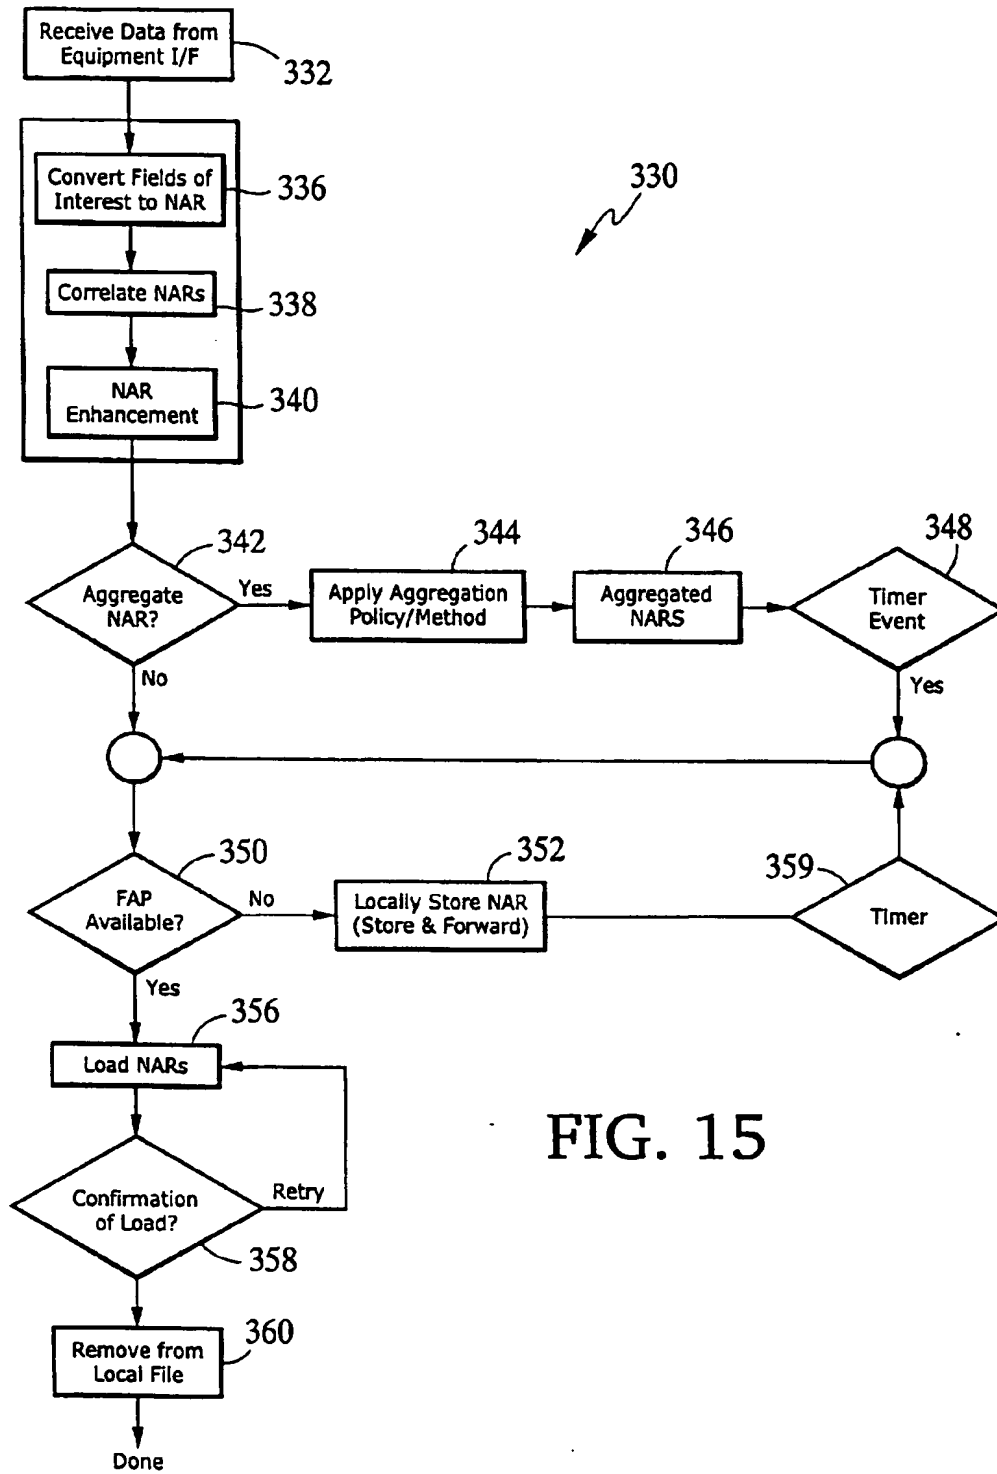 Receive Data from
Equipment I/F
332
Convert Fields of
Interest to NAR
336
330
Correlate NARs
338
NAR
Enhancement
340
342
344
346
348
Aggregate
NAR?
Yes
Apply Aggregation
Policy/Method
Aggregated
NARS
Timer
Event
No
Yes
350
352
359
FAP
Available?
No
Locally Store NAR
(Store & Forward)
Timer
Yes
356
Load NARs
FIG. 15
Confirmation
of Load?
Retry
358
Remove from
Local File
360
Done